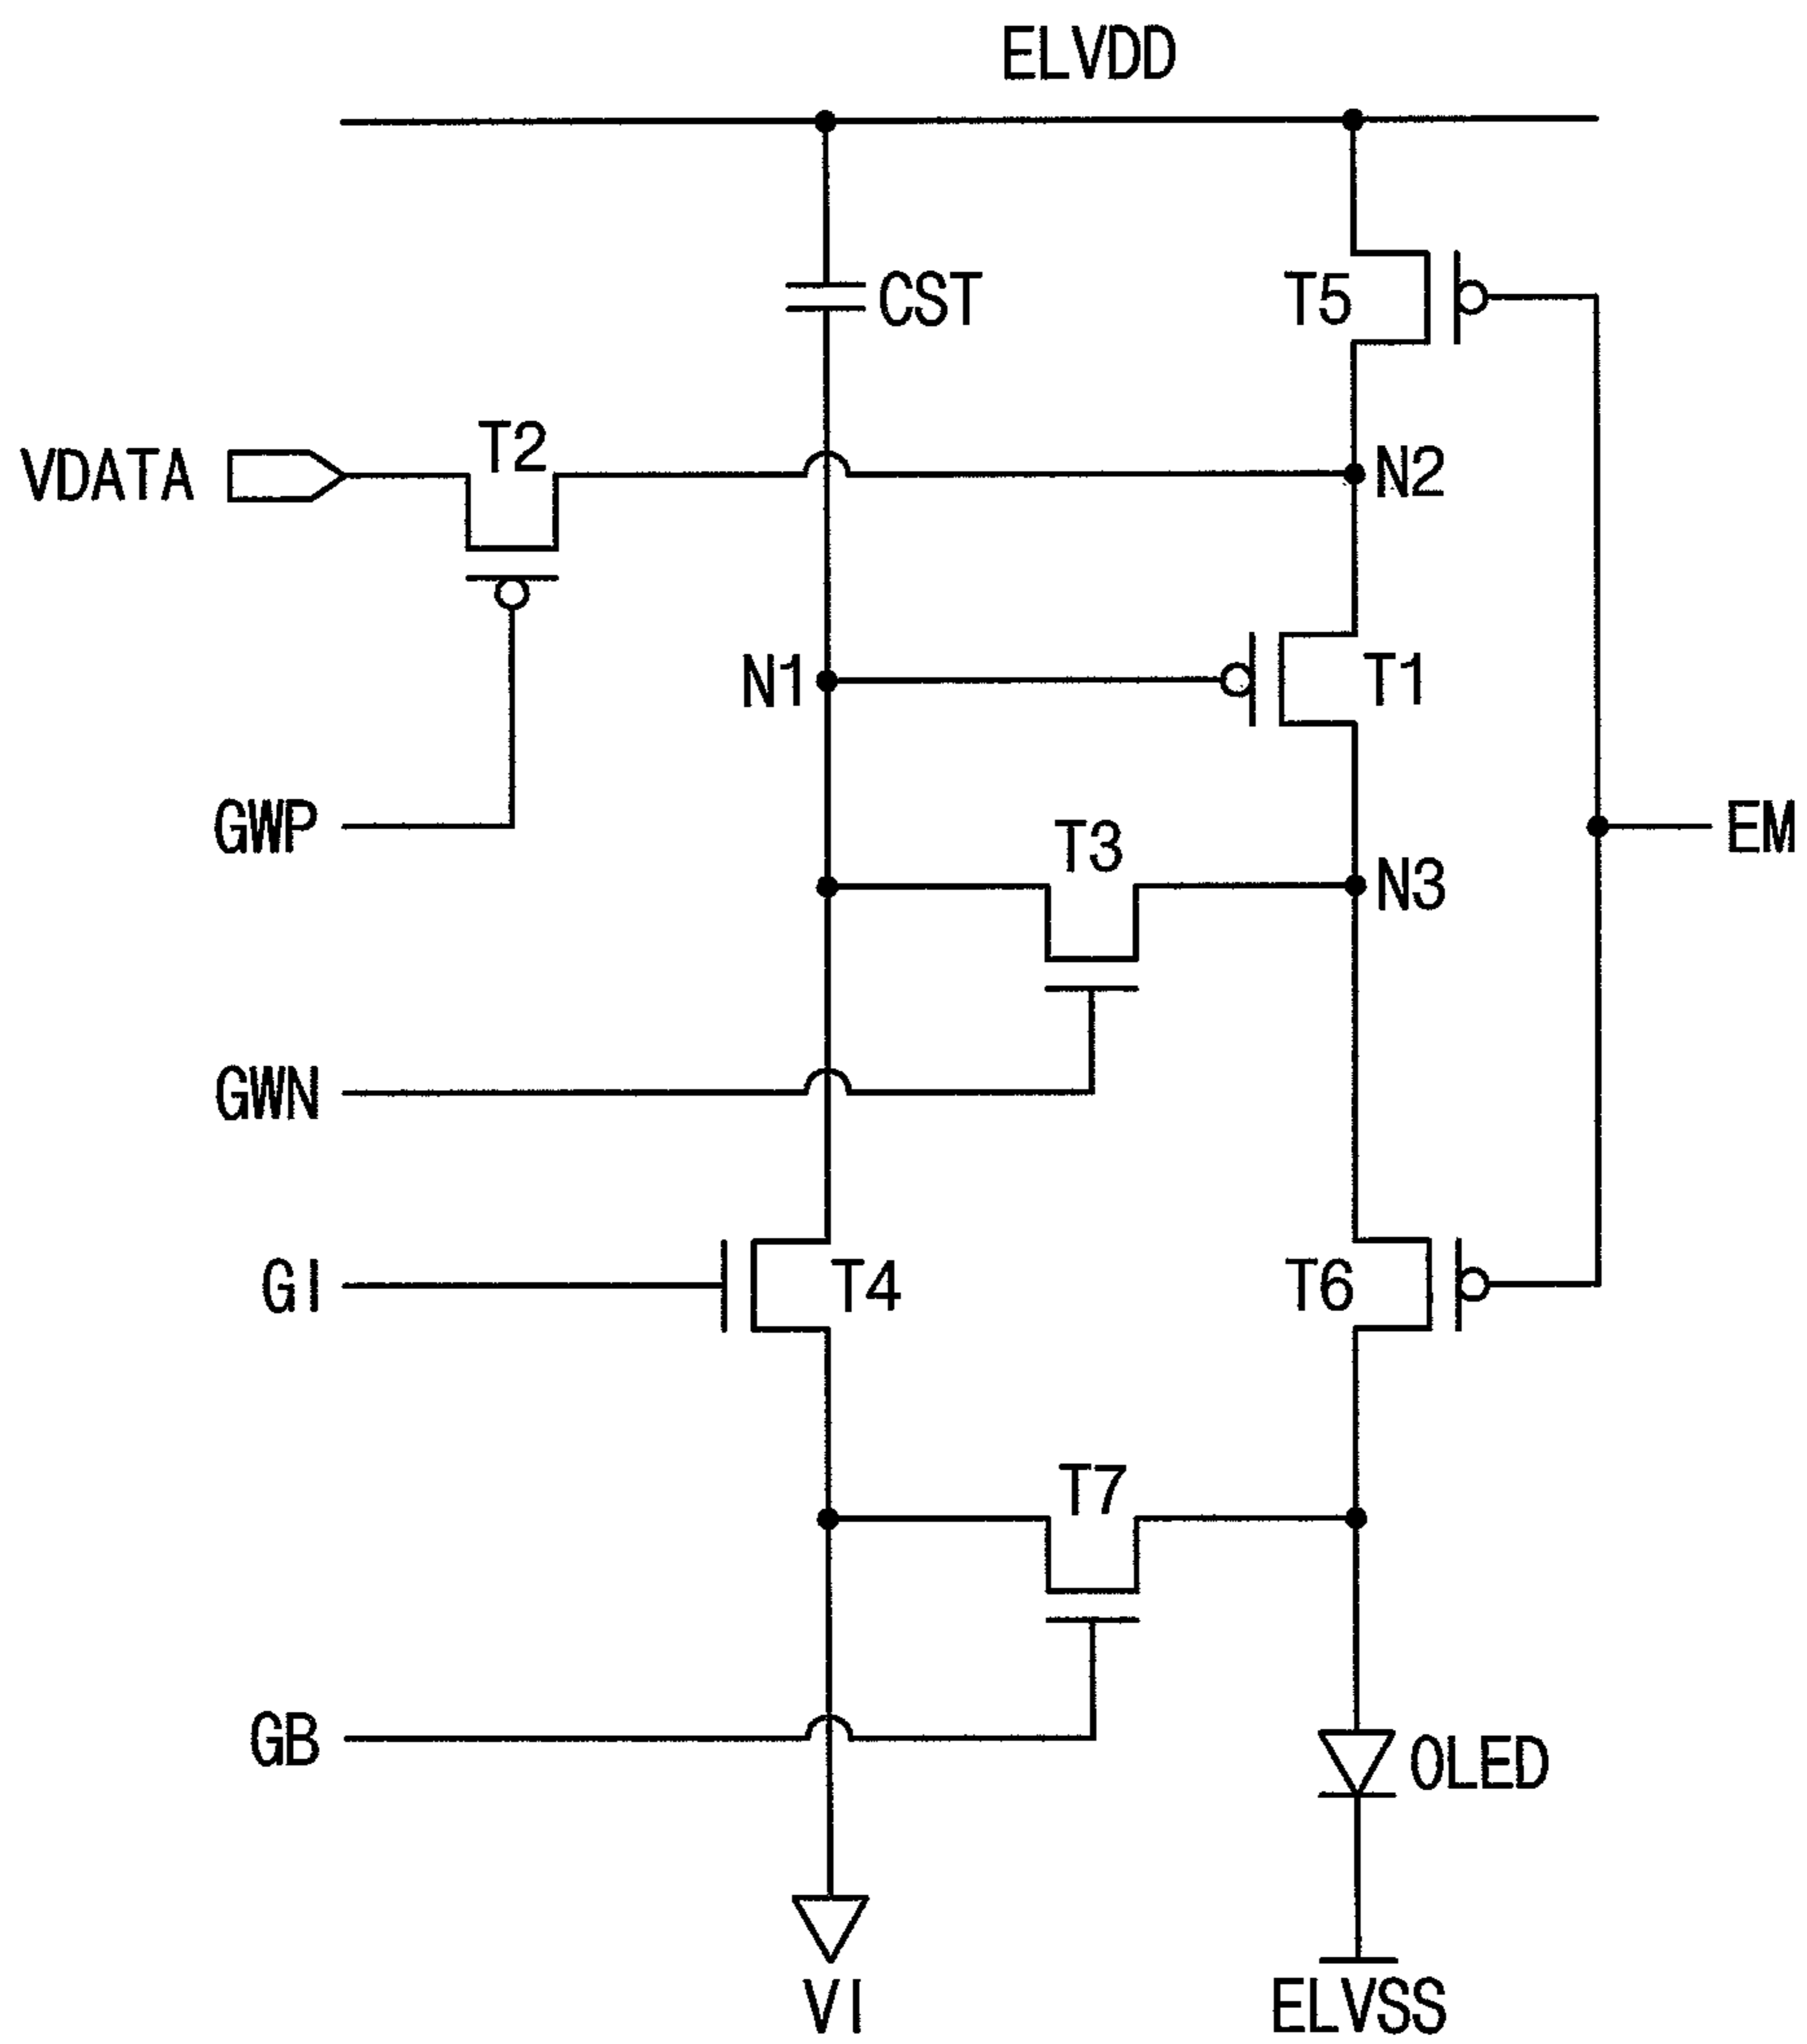 ELVDD
CST
T5
VDATA
T2
N2
N1
T1
GWP
T3
EM
N3
GWN
GI
T4
T6
T7
GB
OLED
VI
ELVSS